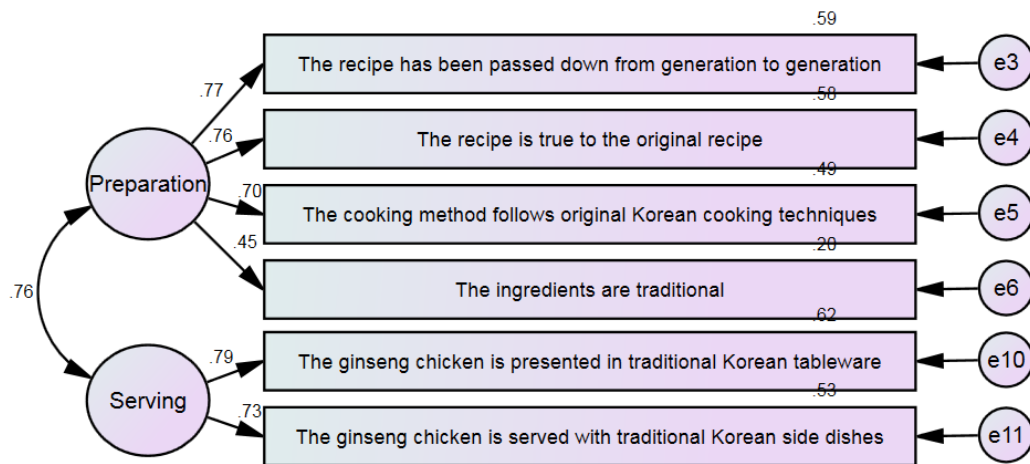 .59
The recipe has been passed down from generation to generation
e3
.77
.58
The recipe is true to the original recipe
e4
.76
Preparation
.49
The cooking method follows original Korean cooking techniques
e5
.70
.20
The ingredients are traditional
e6
.45
.76
.62
The ginseng chicken is presented in traditional Korean tableware
e10
.79
Serving
.53
The ginseng chicken is served with traditional Korean side dishes
e11
.73